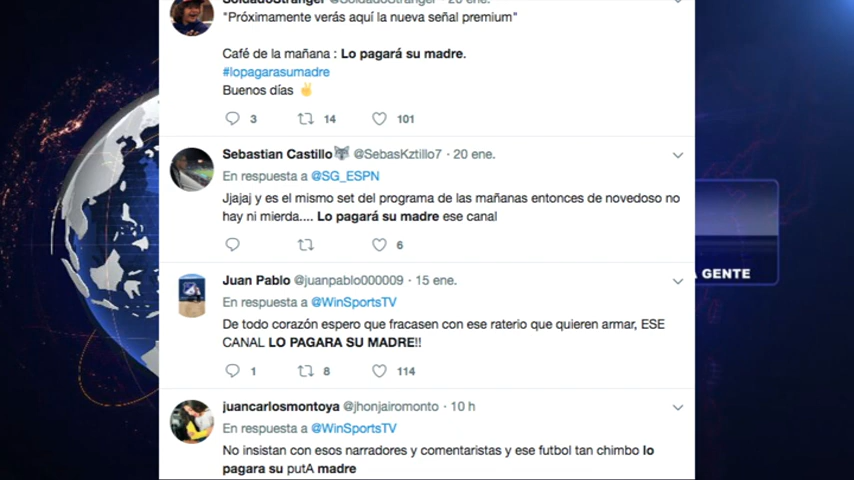 SoldadoStranger @SoldadoStranger · 20 ene.
"Próximamente verás aquí la nueva señal premium"
Café de la mañana : Lo pagará su madre.
#lopagarasumadre
Buenos días ✌
3 14 101
Sebastian Castillo🐺 @SebasKztillo7 · 20 ene.
En respuesta a @SG_ESPN
Jjajaj y es el mismo set del programa de las mañanas entonces de novedoso no
hay ni mierda.... Lo pagará su madre ese canal
6
Juan Pablo @juanpablo000009 · 15 ene.
En respuesta a @WinSportsTV
De todo corazón espero que fracasen con ese raterio que quieren armar, ESE
CANAL LO PAGARA SU MADRE!!
1 8 114
juancarlosmontoya @jhonjairomonto · 10 h
En respuesta a @WinSportsTV
No insistan con esos narradores y comentaristas y ese futbol tan chimbo lo
pagara su putA madre
GENTE